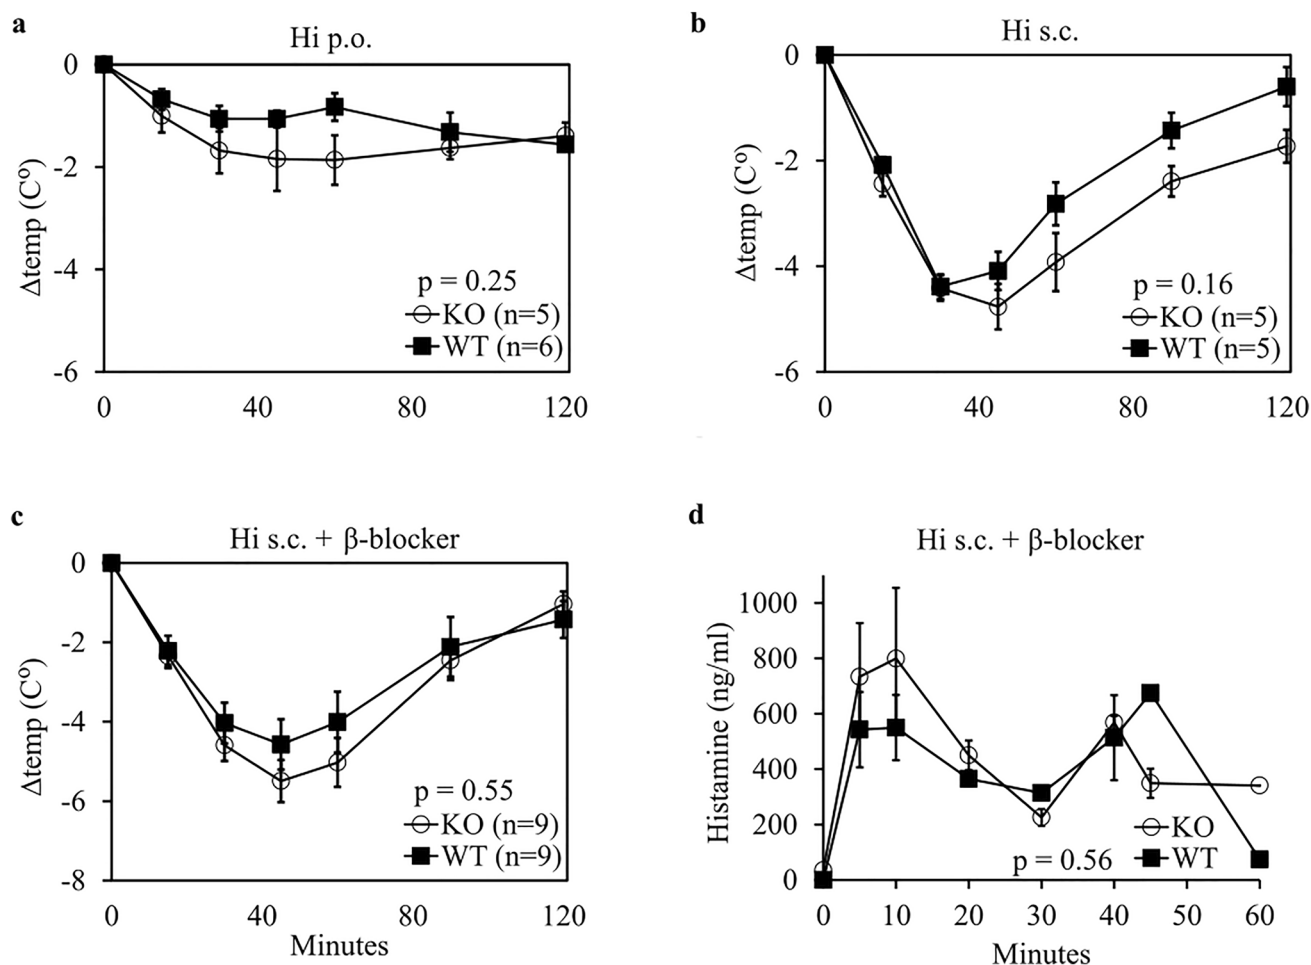 a
Hi p.o.
0
-2
-4
-6
Δtemp (Cº)
p = 0.25
KO (n=5)
WT (n=6)
0 40 80 120
b
Hi s.c.
0
-2
-4
-6
Δtemp (Cº)
p = 0.16
KO (n=5)
WT (n=5)
0 40 80 120
c
Hi s.c. + β-blocker
0
-2
-4
-6
-8
Δtemp (Cº)
p = 0.55
KO (n=9)
WT (n=9)
0 40 80 120
Minutes
d
Hi s.c. + β-blocker
1000
800
600
400
200
0
Histamine (ng/ml)
KO
p = 0.56 WT
0 10 20 30 40 50 60
Minutes